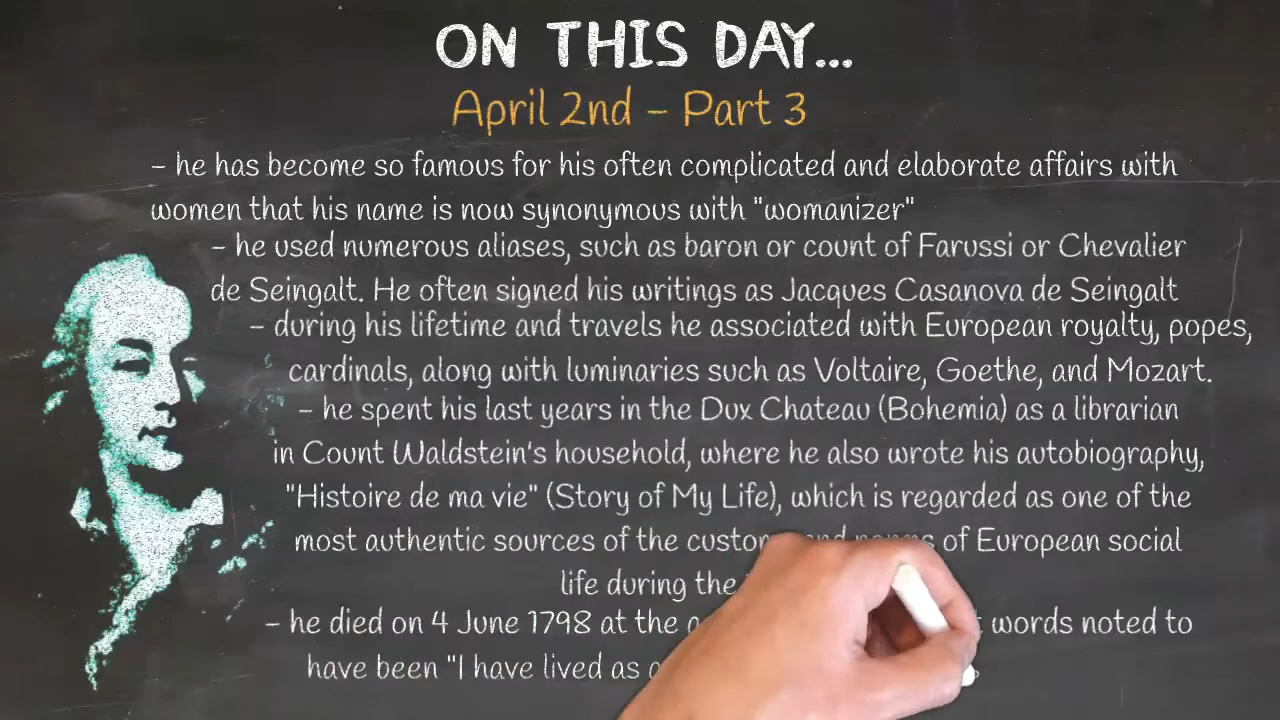 ON THIS DAY...
April 2nd – Part 3
– he has become so famous for his often complicated and elaborate affairs with
women that his name is now synonymous with "womanizer"
– he used numerous aliases, such as baron or count of Farussi or Chevalier
de Seingalt. He often signed his writings as Jacques Casanova de Seingalt
– during his lifetime and travels he associated with European royalty, popes,
cardinals, along with luminaries such as Voltaire, Goethe, and Mozart.
– he spent his last years in the Dux Chateau (Bohemia) as a librarian
in Count Waldstein's household, where he also wrote his autobiography,
"Histoire de ma vie" (Story of My Life), which is regarded as one of the
most authentic sources of the of European social
life during the
– he died on 4 June 1798 at the words noted to
have been "I have lived as